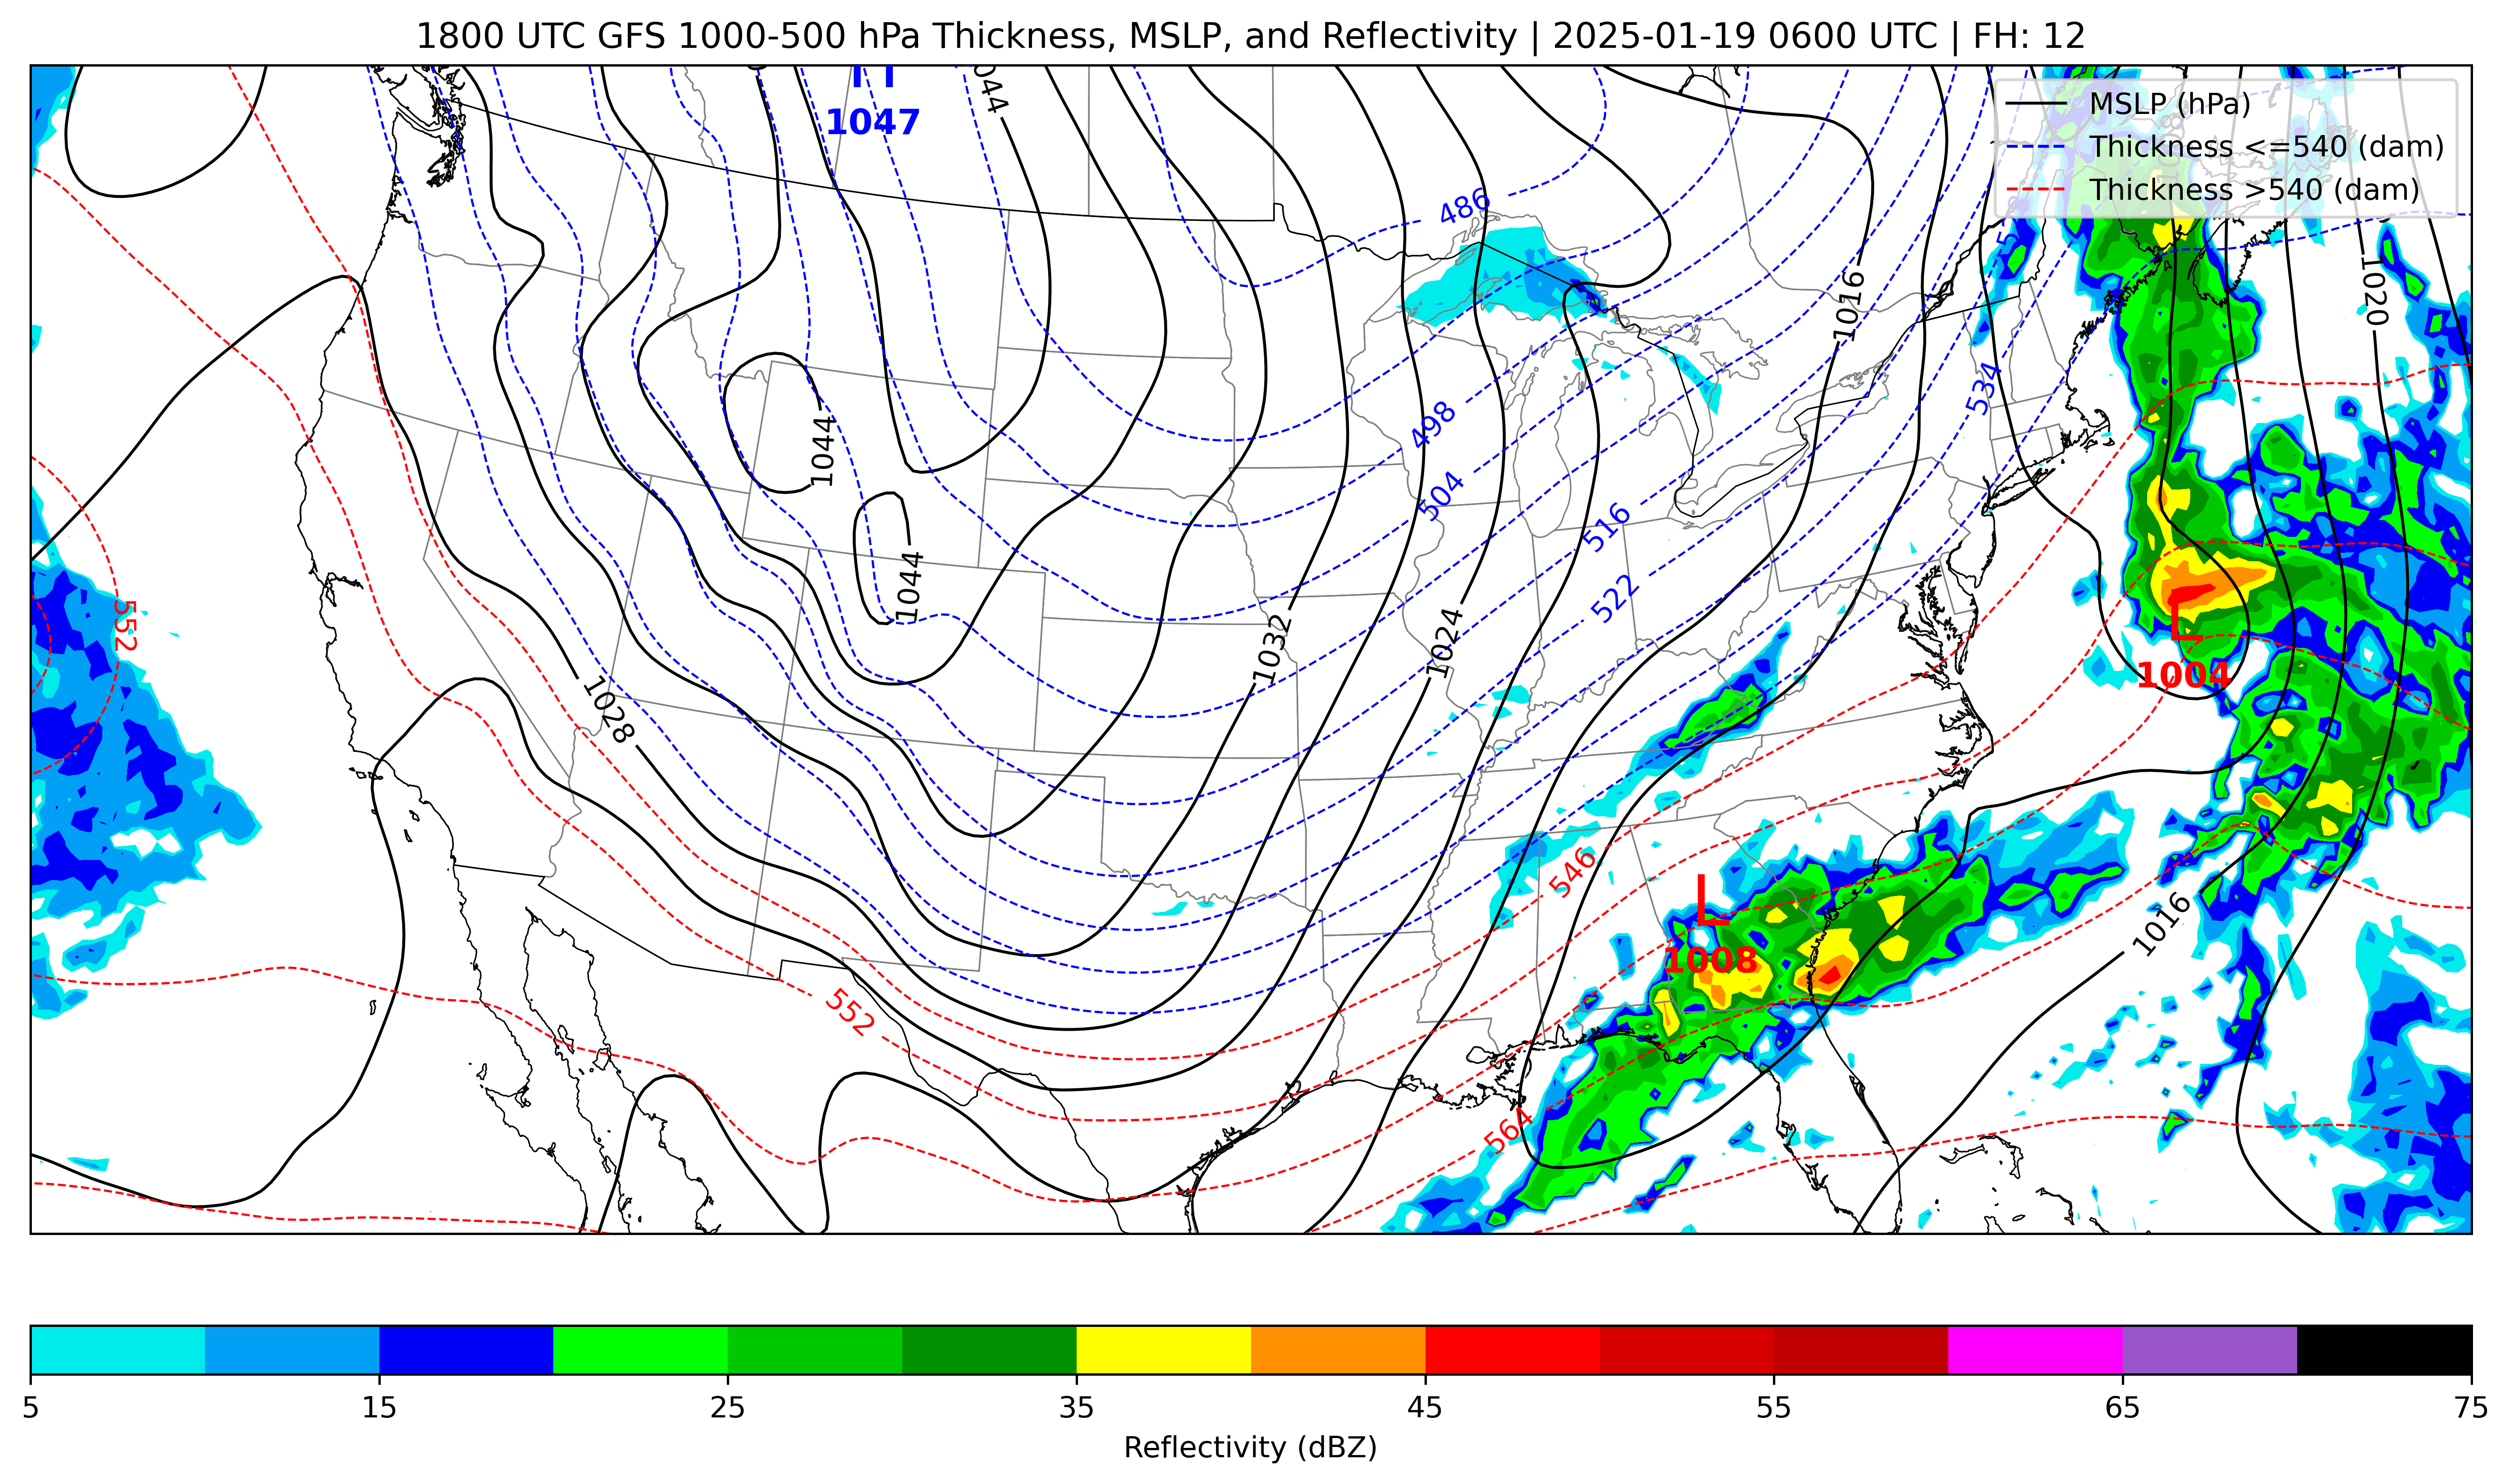 1800 UTC GFS 1000-500 hPa Thickness, MSLP, and Reflectivity | 2025-01-19 0600 UTC | FH: 12
MSLP (hPa)
Thickness <=540 (dam)
Thickness >540 (dam)
1047
486
1016
1020
534
498
1044
504
516
1044
522
552
1032
1024
L
1004
1028
546
L
1008
1016
552
564
5 15 25 35 45 55 65 75
Reflectivity (dBZ)